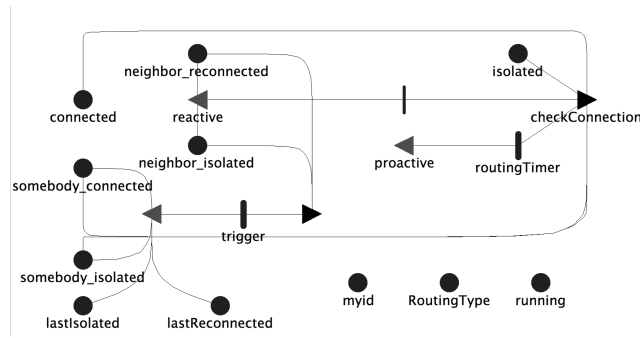 neighbor_reconnected
isolated
connected
reactive
checkConnection
neighbor_isolated
proactive
routingTimer
somebody_connected
trigger
somebody_isolated
myid
RoutingType
running
lastIsolated
lastReconnected